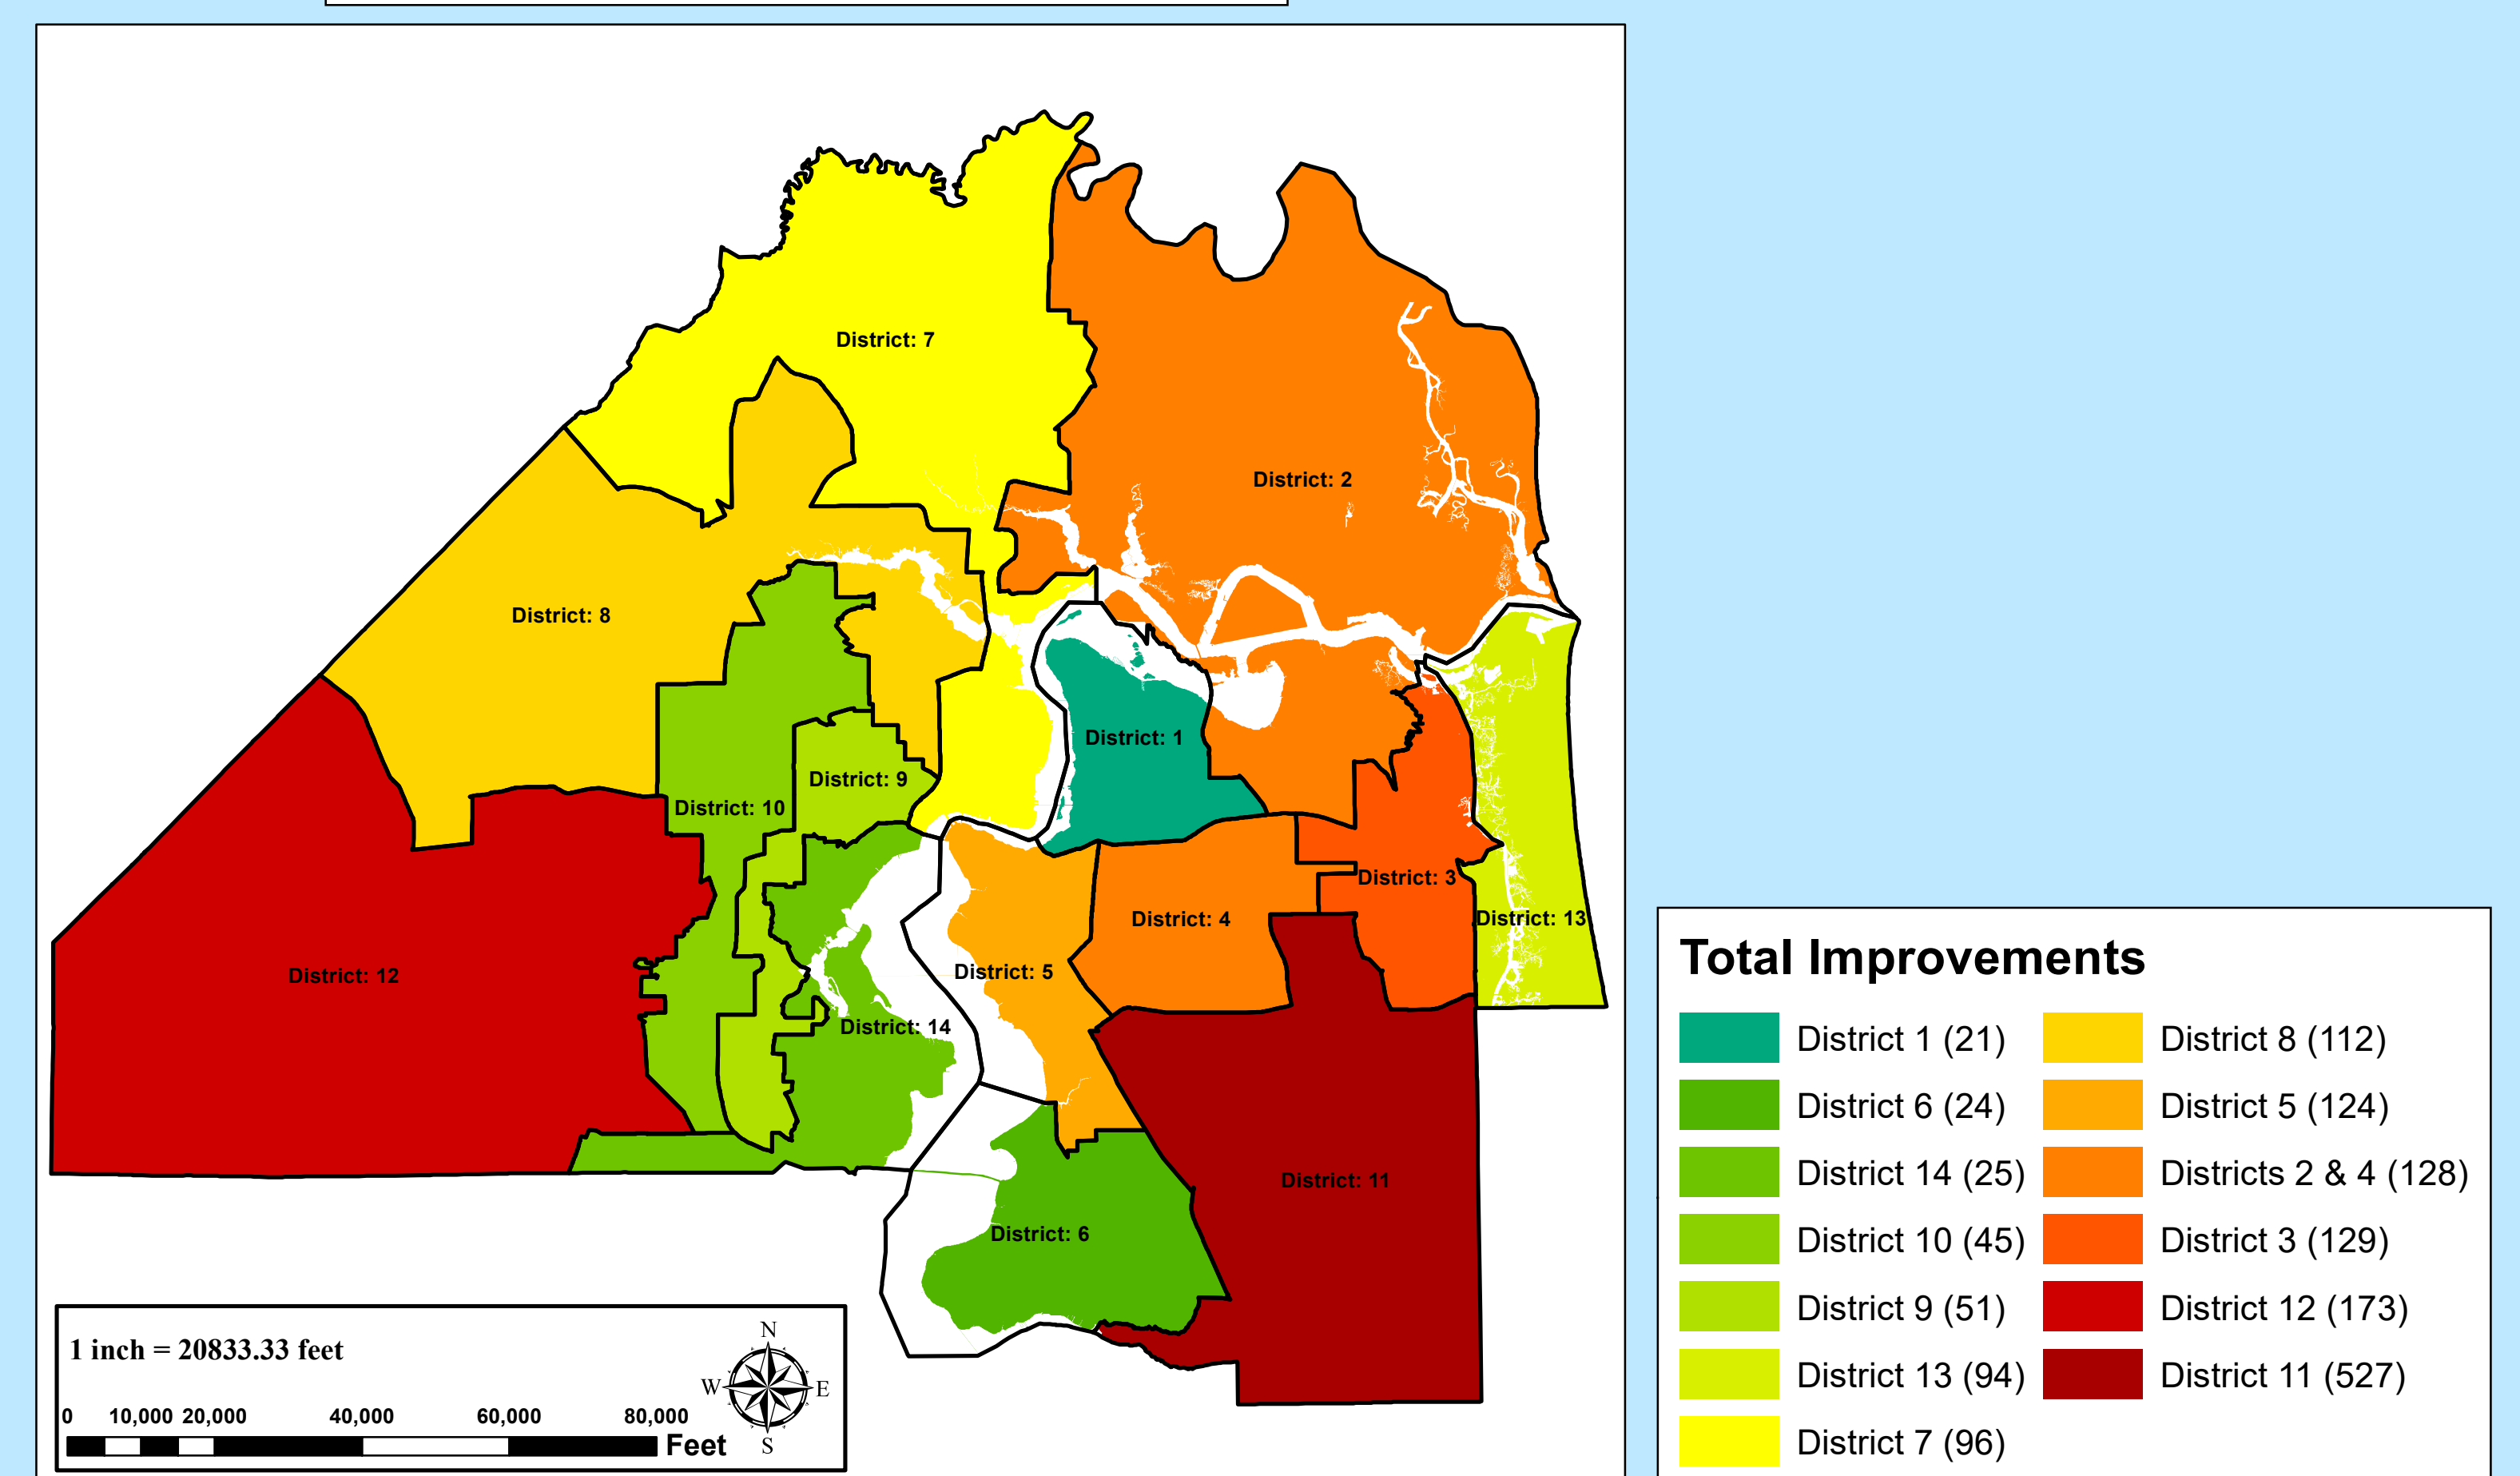 District: 7
District: 2
District: 8
District: 1
District: 9
District: 10
District: 3
District: 4
District: 13
District: 5
District: 12
District: 14
District: 11
District: 6
1 inch = 20833.33 feet
N
W
E
S
0 10,000 20,000 40,000 60,000 80,000
Feet
Total Improvements
District 1 (21)
District 6 (24)
District 14 (25)
District 10 (45)
District 9 (51)
District 13 (94)
District 7 (96)
District 8 (112)
District 5 (124)
Districts 2 & 4 (128)
District 3 (129)
District 12 (173)
District 11 (527)